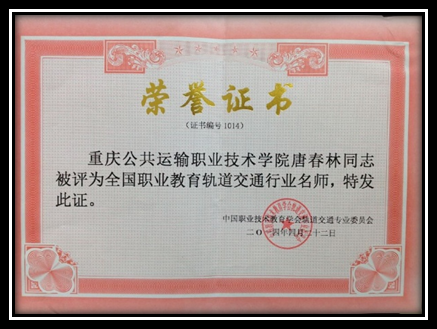 荣誉证书
（证书编号1014）
重庆公共运输职业技术学院唐春林同志
被评为全国职业教育轨道交通行业名师，特发
此证。
中国职业技术教育学会轨道交通专业委员会
二〇一四年四月二十二日